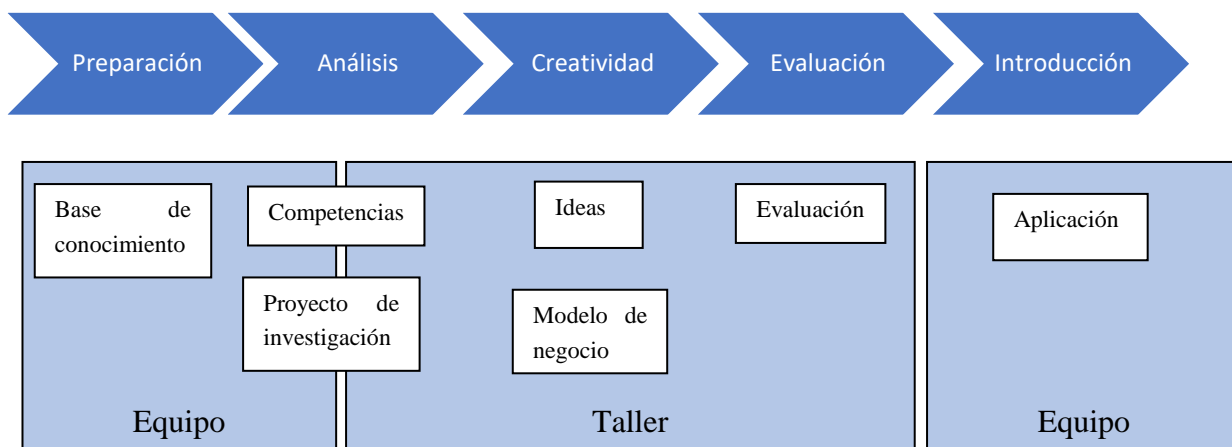 Preparación
Análisis
Creatividad
Evaluación
Introducción
Base de
conocimiento
Competencias
Proyecto de
investigación
Ideas
Modelo de
negocio
Evaluación
Aplicación
Equipo
Taller
Equipo